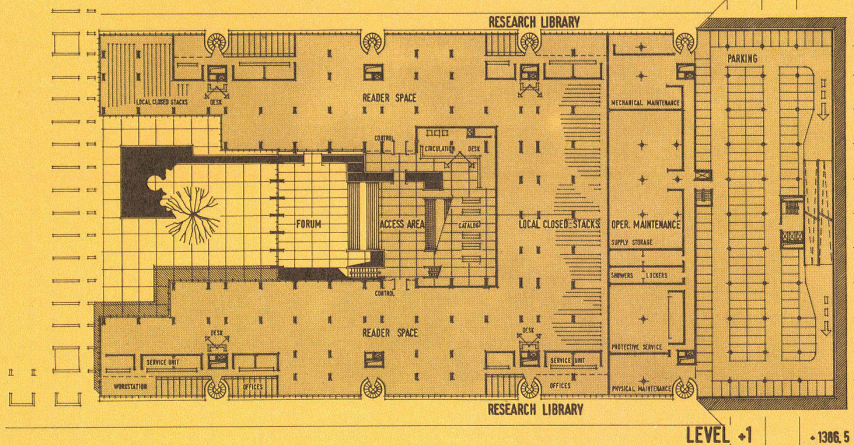 RESEARCH LIBRARY
PARKING
LOCAL CLOSED STACKS
DESK
READER SPACE
DESK
MECHANICAL MAINTENANCE
CONTROL
CIRCULATION DESK
FORUM
ACCESS AREA
CATALOG
LOCAL CLOSED-STACKS
OPER. MAINTENANCE
SUPPLY STORAGE
SHOWERS LOCKERS
CONTROL
DESK
READER SPACE
DESK
PROTECTIVE SERVICE
SERVICE UNIT
SERVICE UNIT
WORKSTATION
OFFICES
OFFICES
PHYSICAL MAINTENANCE
RESEARCH LIBRARY
LEVEL +1
+1386,5